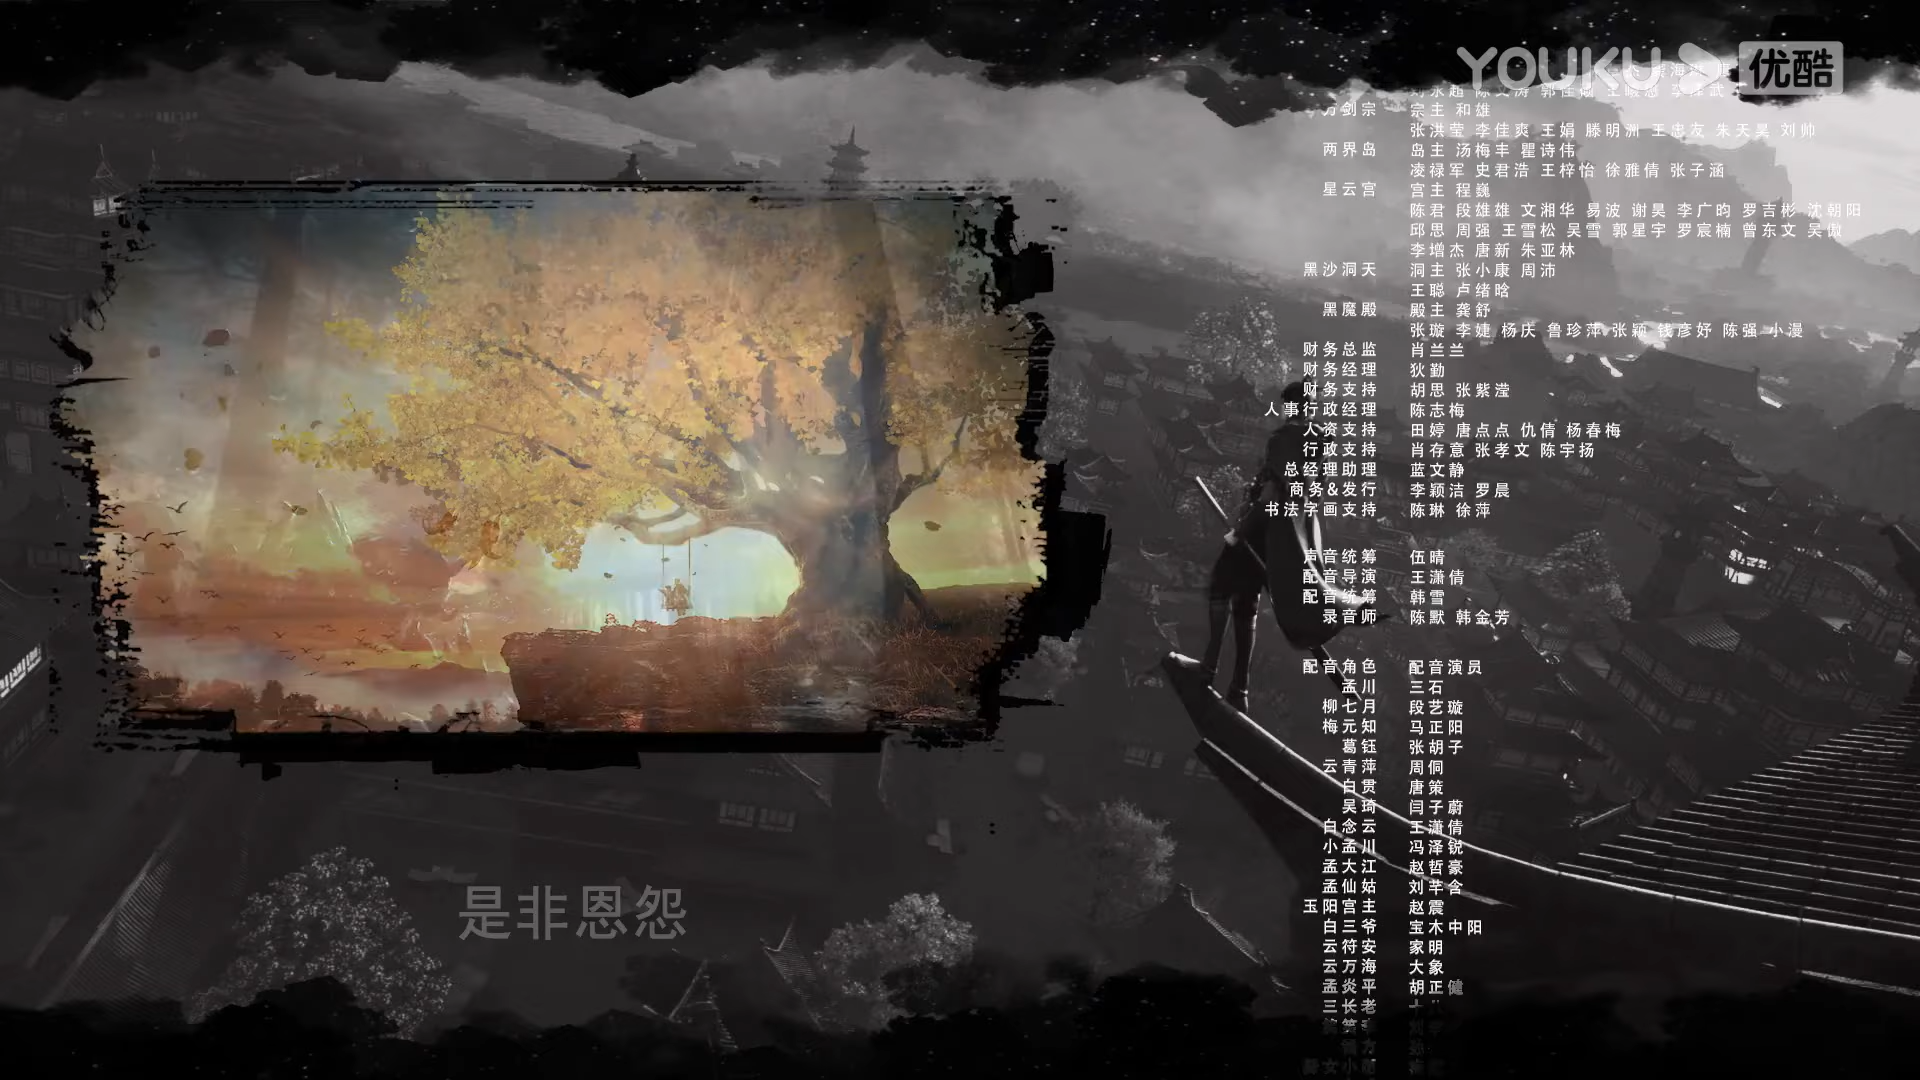 YOUKU 优酷
万剑宗 宗主 和雄
张洪莹 李佳爽 王娟 滕明洲 王忠友 朱天昊 刘帅
两界岛 岛主 汤梅丰 瞿诗伟
凌禄军 史君浩 王梓怡 徐雅倩 张子涵
星云宫 宫主 程巍
陈君 段雄雄 文湘华 易波 谢昊 李广昀 罗吉彬 沈朝阳
邱思 周强 王雪松 吴雪 郭星宇 罗宸楠 曾东文 吴傲
李增杰 唐新 朱亚林
黑沙洞天 洞主 张小康 周沛
王聪 卢绪晗
黑魔殿 殿主 龚舒
张璇 李婕 杨庆 鲁珍萍 张颖 钱彦妤 陈强 小漫
财务总监 肖兰兰
财务经理 狄勤
财务支持 胡思 张紫滢
人事行政经理 陈志梅
人资支持 田婷 唐点点 仇倩 杨春梅
行政支持 肖存意 张孝文 陈宇扬
总经理助理 蓝文静
商务&发行 李颖洁 罗晨
书法字画支持 陈琳 徐萍
声音统筹 伍晴
配音导演 王潇倩
配音统筹 韩雪
录音师 陈默 韩金芳
配音角色 配音演员
孟川 三石
柳七月 段艺璇
梅元知 马正阳
葛钰 张胡子
云青萍 周侗
白贯 唐策
吴琦 闫子蔚
白念云 王潇倩
小孟川 冯泽锐
孟大江 赵哲豪
孟仙姑 刘芊含
玉阳宫主 赵震
白三爷 宝木中阳
云符安 家明
云万海 大象
孟炎平 胡正健
三长老
是非恩怨